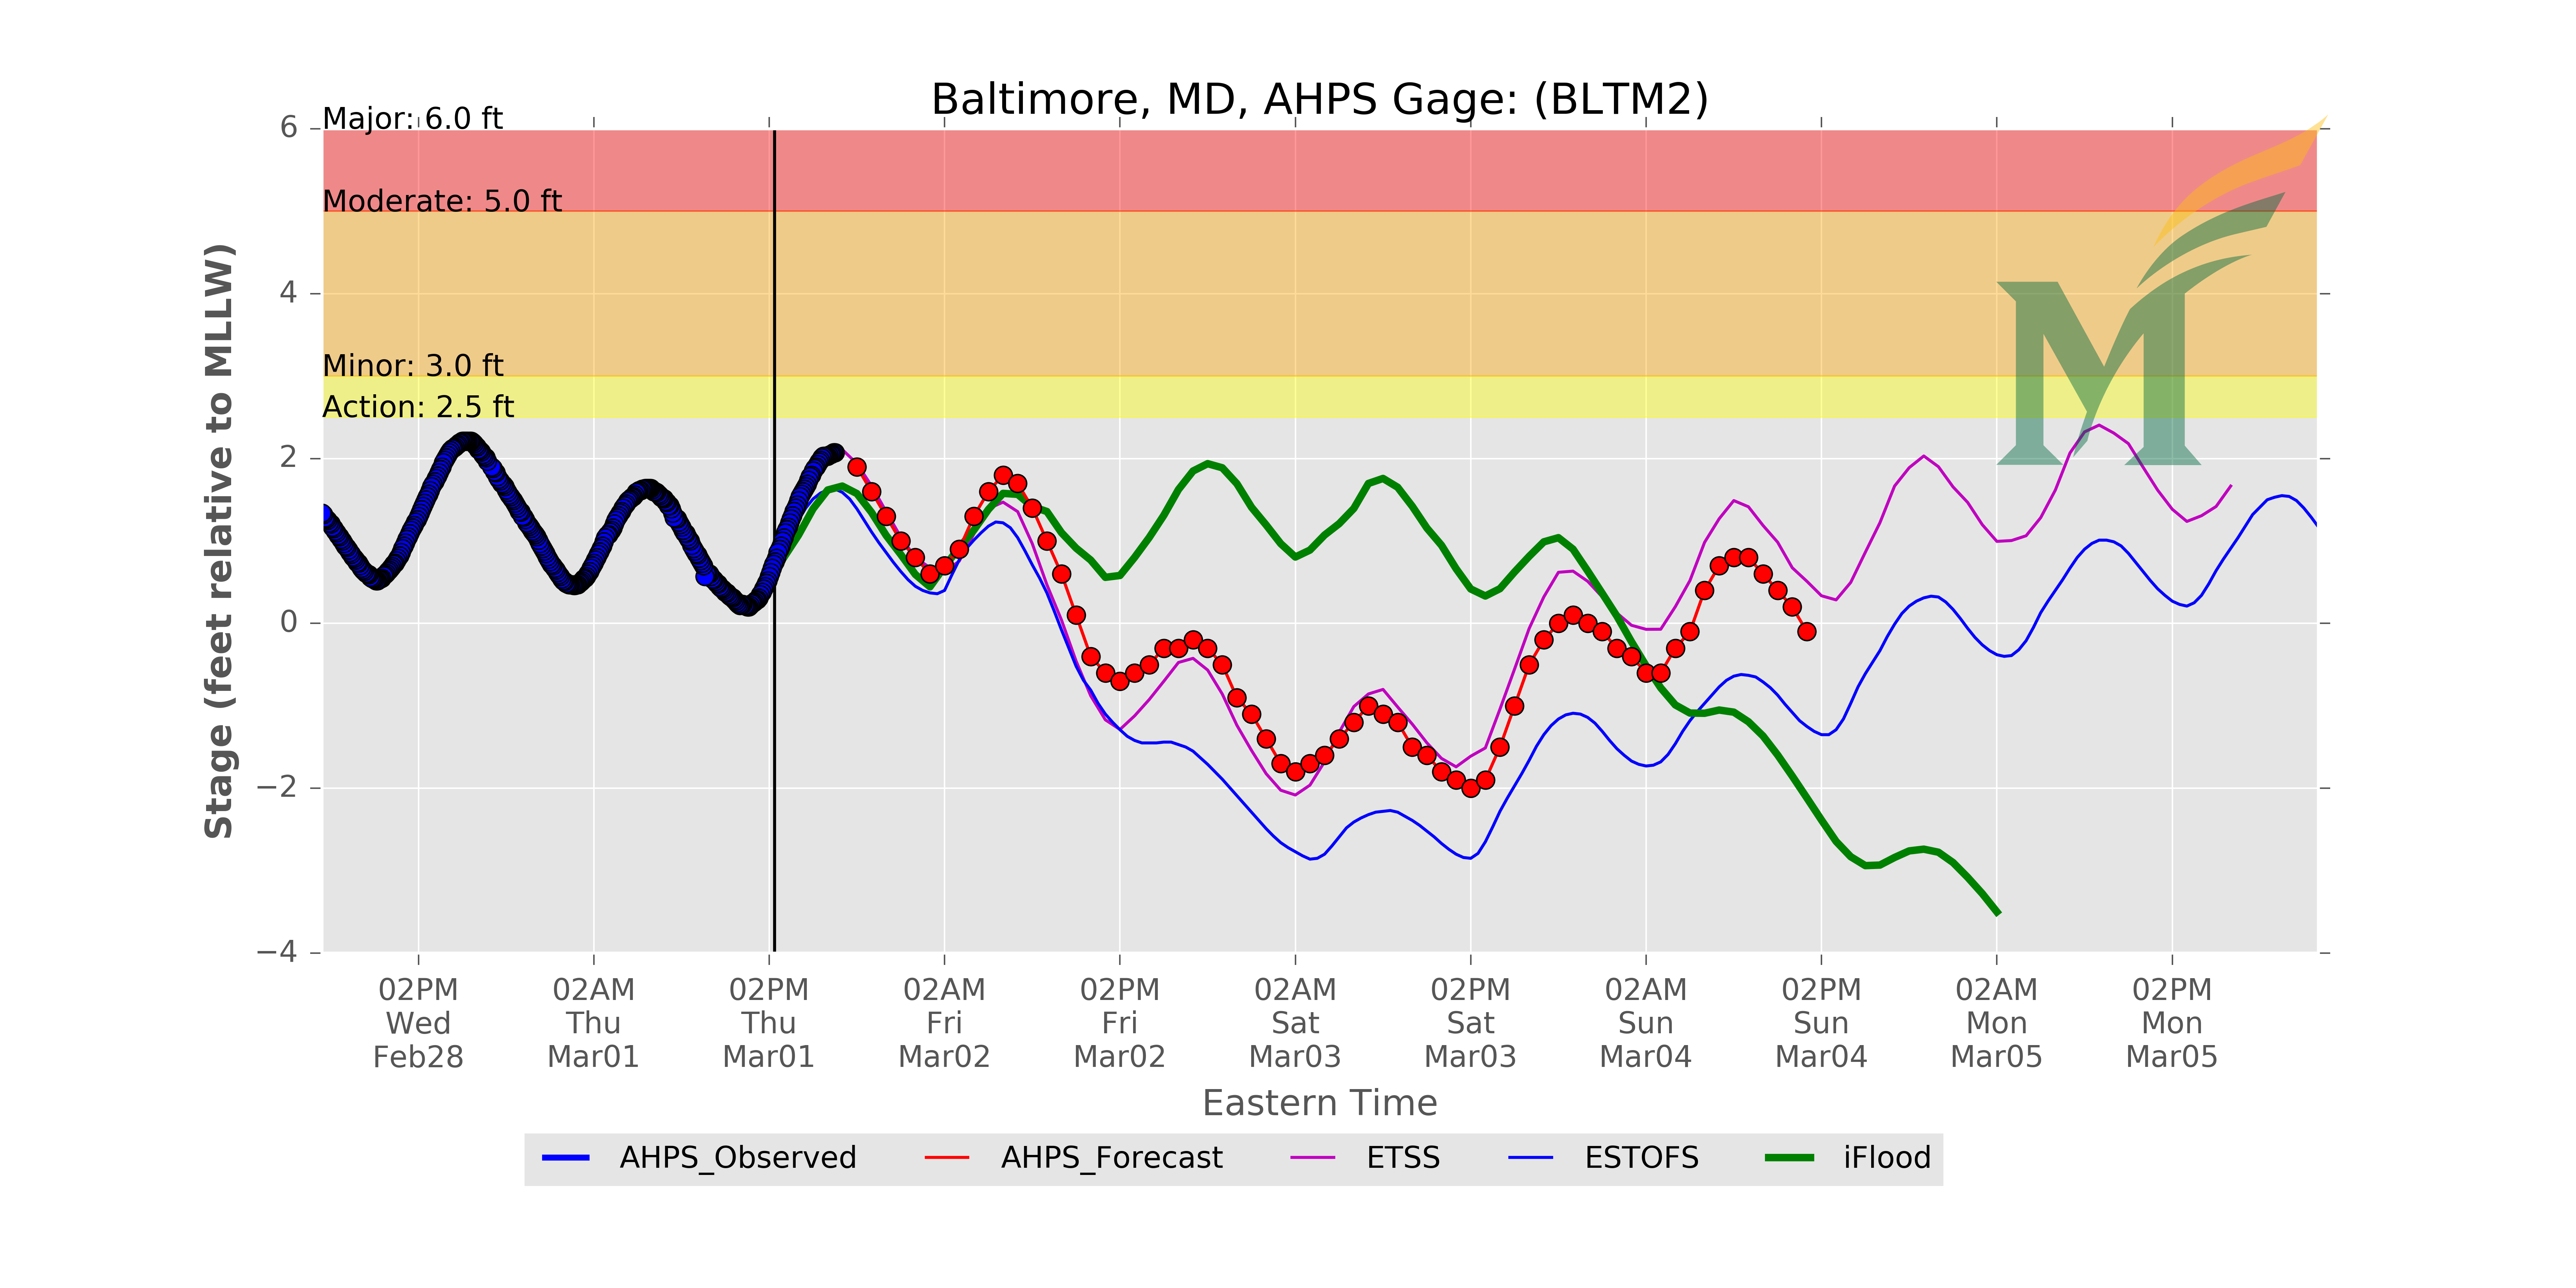 Baltimore, MD, AHPS Gage: (BLTM2)
Major: 6.0 ft
Moderate: 5.0 ft
Minor: 3.0 ft
Action: 2.5 ft
Stage (feet relative to MLLW)
6
4
2
0
−2
−4
02PM Wed Feb28
02AM Thu Mar01
02PM Thu Mar01
02AM Fri Mar02
02PM Fri Mar02
02AM Sat Mar03
02PM Sat Mar03
02AM Sun Mar04
02PM Sun Mar04
02AM Mon Mar05
02PM Mon Mar05
Eastern Time
AHPS_Observed AHPS_Forecast ETSS ESTOFS iFlood
M